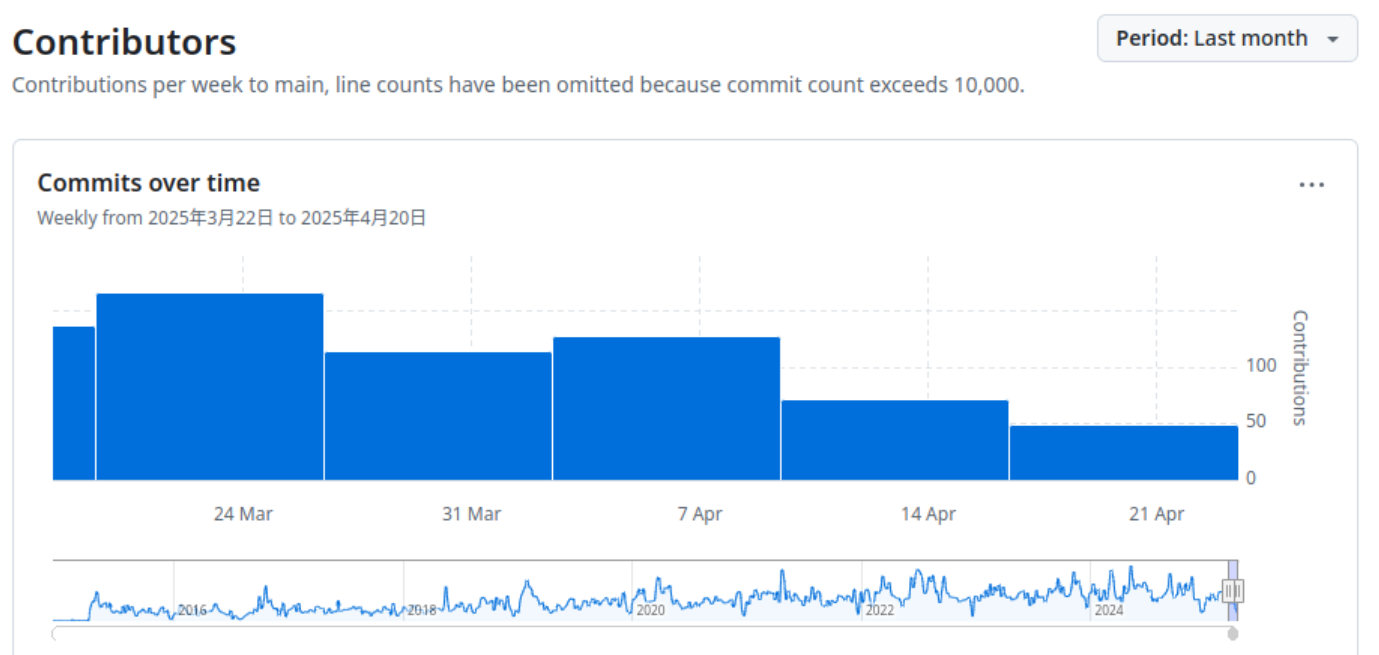 Contributors
Period: Last month
Contributions per week to main, line counts have been omitted because commit count exceeds 10,000.
Commits over time
Weekly from 2025年3月22日 to 2025年4月20日
100
50
0
Contributions
24 Mar
31 Mar
7 Apr
14 Apr
21 Apr
2016
2018
2020
2022
2024